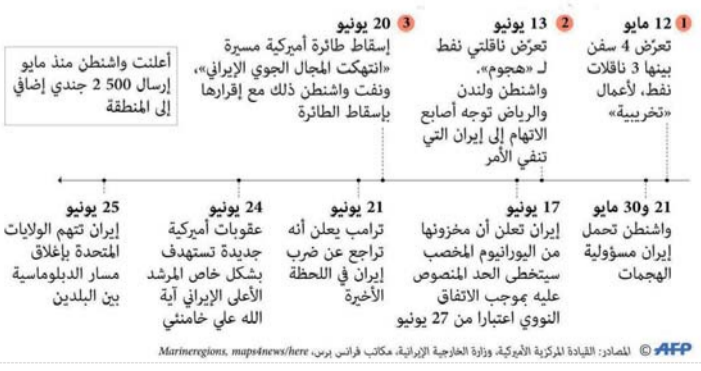 1 12 مايو
تعرّض 4 سفن
بينها 3 ناقلات
نفط، لأعمال
«تخريبية»
2 13 يونيو
تعرّض ناقلتي نفط
لـ «هجوم».
واشنطن ولندن
والرياض توجه أصابع
الاتهام إلى إيران التي
تنفي الأمر
3 20 يونيو
إسقاط طائرة أميركية مسيرة
«انتهكت المجال الجوي الإيراني»،
ونفت واشنطن ذلك مع إقرارها
بإسقاط الطائرة
أعلنت واشنطن منذ مايو
إرسال 500 2 جندي إضافي
إلى المنطقة
21 و30 مايو
واشنطن تحمل
إيران مسؤولية
الهجمات
17 يونيو
إيران تعلن أن مخزونها
من اليورانيوم المخصب
سيتخطى الحد المنصوص
عليه بموجب الاتفاق
النووي اعتبارا من 27 يونيو
21 يونيو
ترامب يعلن أنه
تراجع عن ضرب
إيران في اللحظة
الأخيرة
24 يونيو
عقوبات أميركية
جديدة تستهدف
بشكل خاص المرشد
الأعلى الإيراني آية
الله علي خامنئي
25 يونيو
إيران تتهم الولايات
المتحدة بإغلاق
مسار الدبلوماسية
بين البلدين
AFP © المصادر: القيادة المركزية الأميركية، وزارة الخارجية الإيرانية، مكاتب فرانس برس، Marineregions, maps4news/here